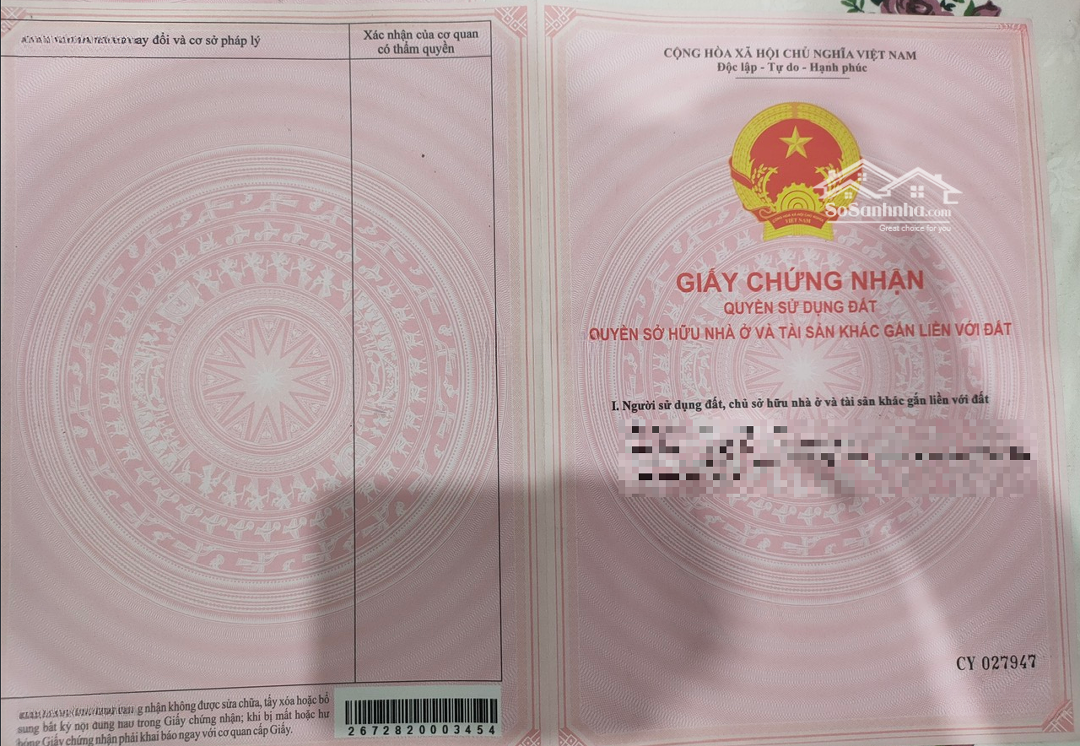 ay đổi và cơ sở pháp lý
Xác nhận của cơ quan
có thẩm quyền
g nhận không được sửa chữa, tẩy xóa hoặc bổ
sung bất kỳ nội dung nào trong Giấy chứng nhận; khi bị mất hoặc hư
hỏng Giấy chứng nhận phải khai báo ngay với cơ quan cấp Giấy.
2672820003454
CỘNG HÒA XÃ HỘI CHỦ NGHĨA VIỆT NAM
Độc lập - Tự do - Hạnh phúc
SoSanhnha.com
Great choice for you
GIẤY CHỨNG NHẬN
QUYỀN SỬ DỤNG ĐẤT
QUYỀN SỞ HỮU NHÀ Ở VÀ TÀI SẢN KHÁC GẮN LIỀN VỚI ĐẤT
I. Người sử dụng đất, chủ sở hữu nhà ở và tài sản khác gắn liền với đất
CY 027947